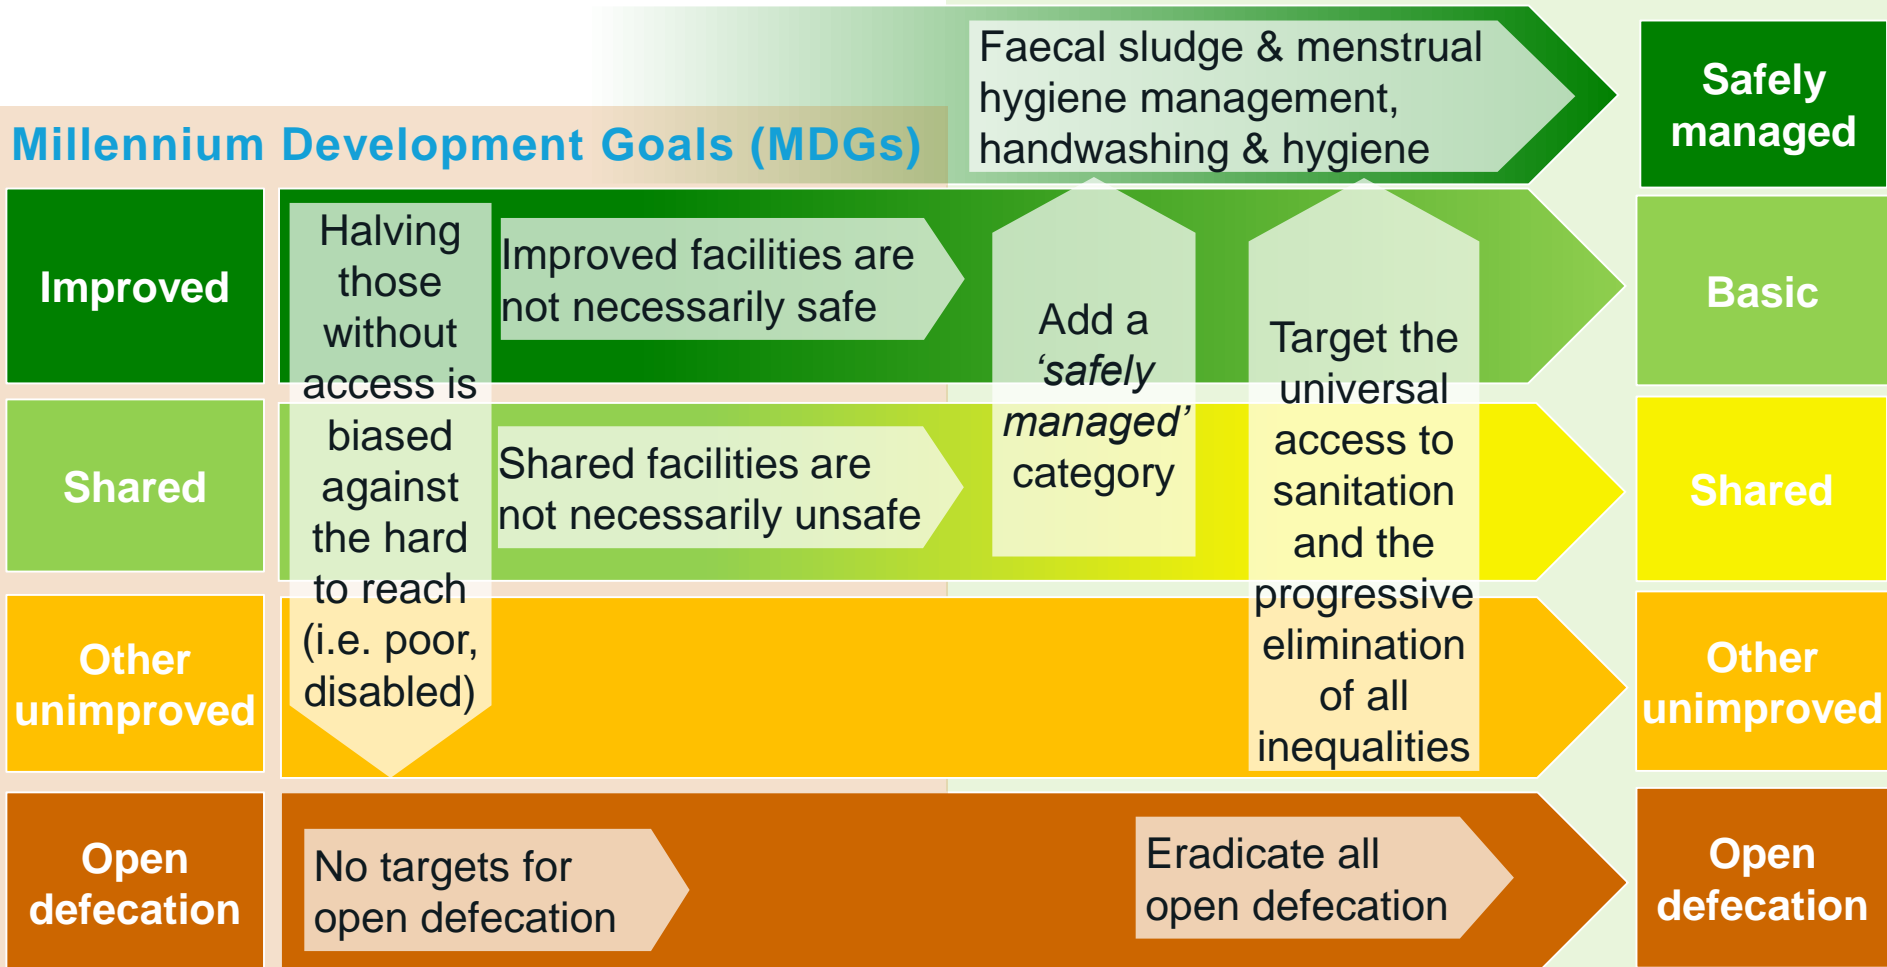 Faecal sludge & menstrual
hygiene management,
handwashing & hygiene
Safely
managed
Millennium Development Goals (MDGs)
Improved
Halving
those
without
access is
biased
against
the hard
to reach
(i.e. poor,
disabled)
Improved facilities are
not necessarily safe
Add a
‘safely
managed’
category
Target the
universal
access to
sanitation
and the
progressive
elimination
of all
inequalities
Basic
Shared
Shared facilities are
not necessarily unsafe
Shared
Other
unimproved
Other
unimproved
Open
defecation
No targets for
open defecation
Eradicate all
open defecation
Open
defecation